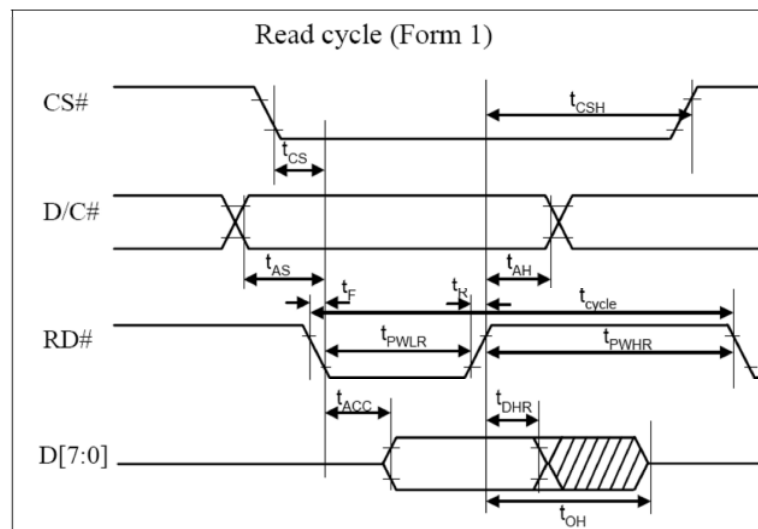 Read cycle (Form 1)
CS#
tCSH
tCS
D/C#
tAS
tAH
tF
tR
tcycle
RD#
tPWLR
tPWHR
tACC
tDHR
D[7:0]
tOH